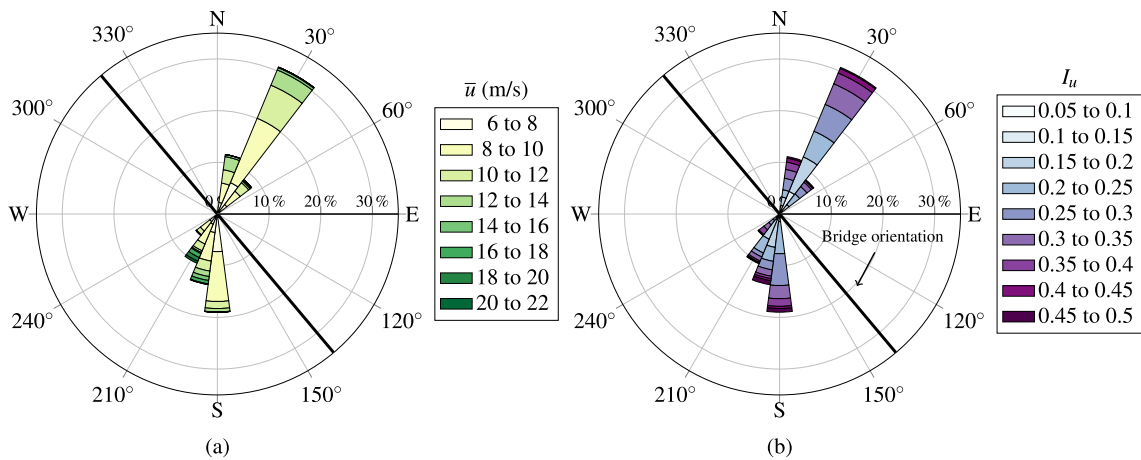 N
30°
60°
E
120°
150°
S
210°
240°
W
300°
330°
0
10 %
20 %
30 %
u̅ (m/s)
6 to 8
8 to 10
10 to 12
12 to 14
14 to 16
16 to 18
18 to 20
20 to 22
(a)
N
30°
60°
E
120°
150°
S
210°
240°
W
300°
330°
0
10 %
20 %
30 %
Bridge orientation
I_u
0.05 to 0.1
0.1 to 0.15
0.15 to 0.2
0.2 to 0.25
0.25 to 0.3
0.3 to 0.35
0.35 to 0.4
0.4 to 0.45
0.45 to 0.5
(b)